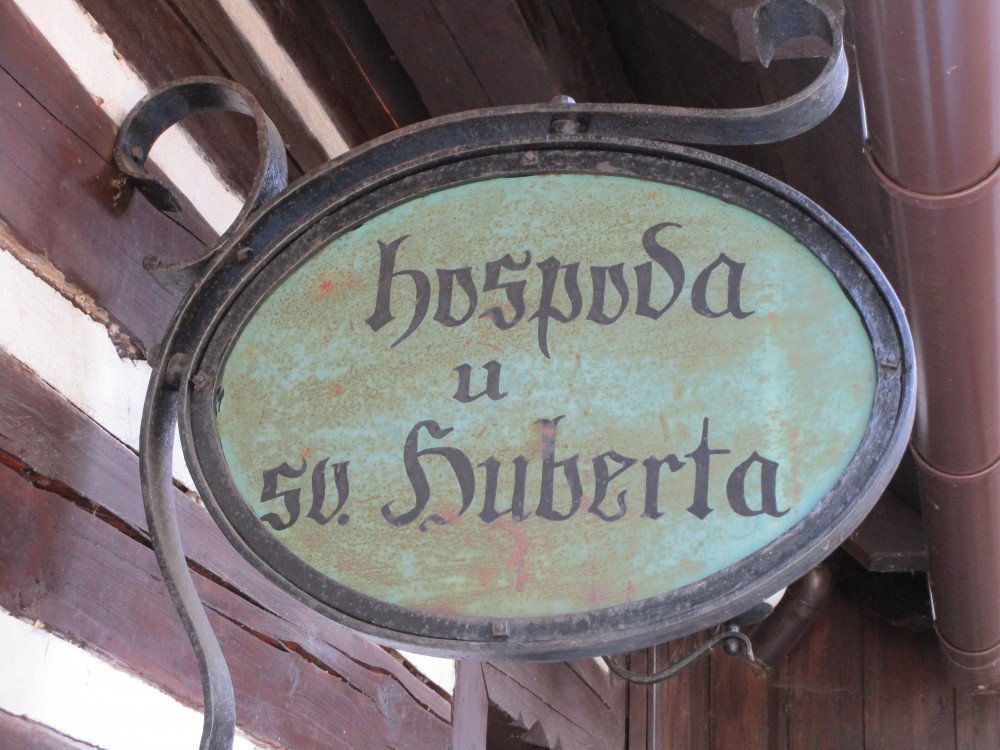 hospoda
u
sv. Huberta